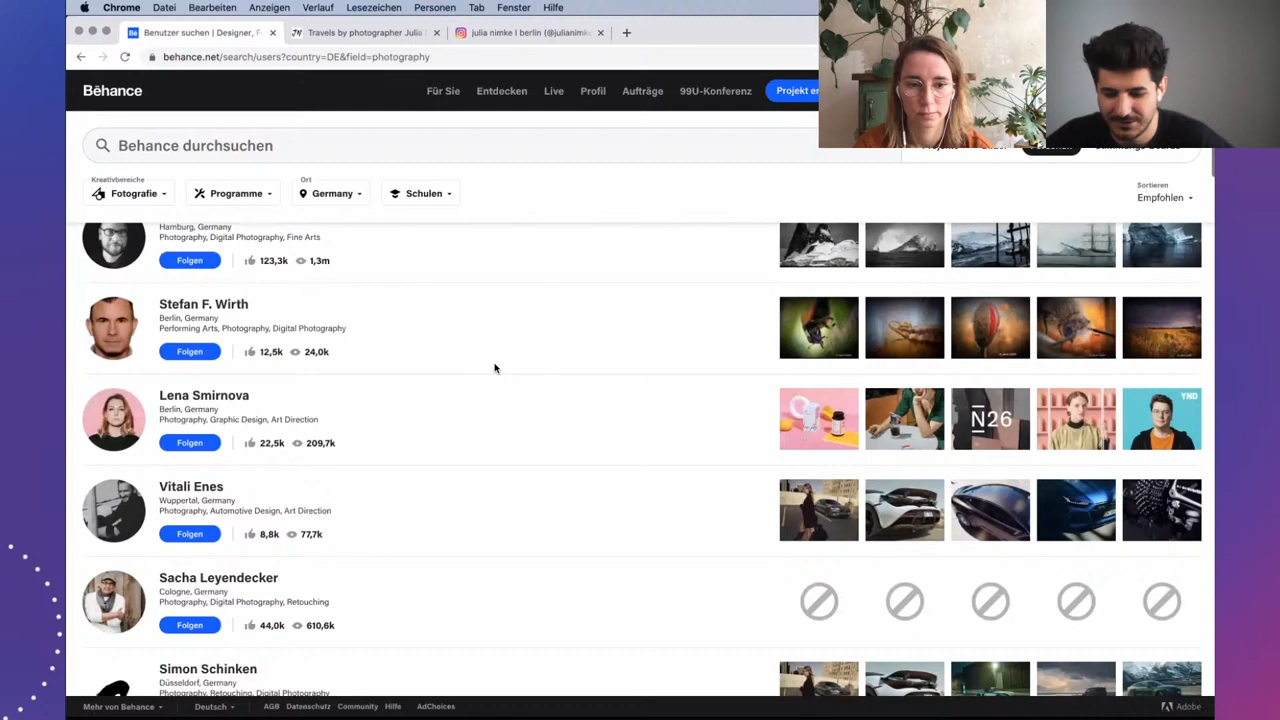 Chrome Datei Bearbeiten Anzeigen Verlauf Lesezeichen Personen Tab Fenster Hilfe
Benutzer suchen | Designer, F
Travels by photographer Julia
julia nimke I berlin (@julianimk
behance.net/search/users?country=DE&field=photography
Bēhance
Für Sie Entdecken Live Profil Aufträge 99U-Konferenz Projekt er
Behance durchsuchen
Kreativbereiche
Fotografie
Programme
Ort
Germany
Schulen
Sortieren
Empfohlen
Hamburg, Germany
Photography, Digital Photography, Fine Arts
Folgen 123,3k 1,3m
Stefan F. Wirth
Berlin, Germany
Performing Arts, Photography, Digital Photography
Folgen 12,5k 24,0k
Lena Smirnova
Berlin, Germany
Photography, Graphic Design, Art Direction
Folgen 22,5k 209,7k
N26
YND
Vitali Enes
Wuppertal, Germany
Photography, Automotive Design, Art Direction
Folgen 8,8k 77,7k
Sacha Leyendecker
Cologne, Germany
Photography, Digital Photography, Retouching
Folgen 44,0k 610,6k
Simon Schinken
Düsseldorf, Germany
Photography, Retouching, Digital Photography
Mehr von Behance Deutsch AGB Datenschutz Community Hilfe AdChoices Adobe